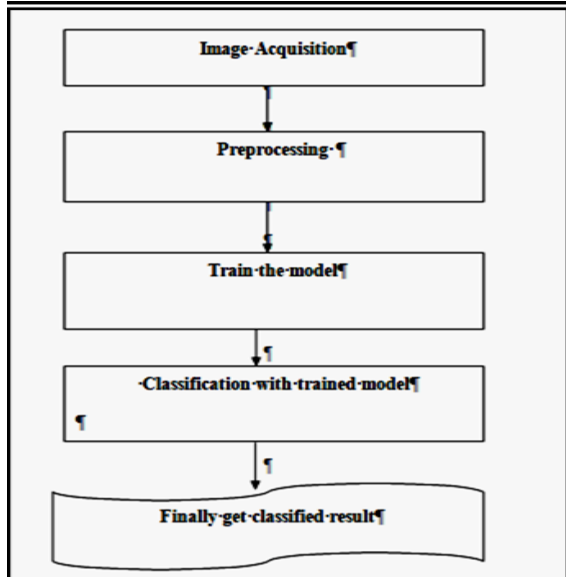 Image·Acquisition¶
¶
Preprocessing·¶
¶
¶
Train·the·model¶
¶
·Classification·with·trained·model¶
¶
¶
Finally·get·classified·result¶